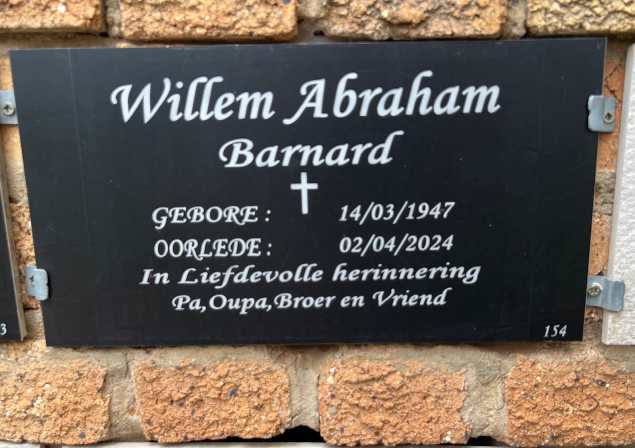 Willem Abraham
Barnard
GEBORE : 14/03/1947
OORLEDE : 02/04/2024
In Liefdevolle herinnering
Pa,Oupa,Broer en Vriend
154
3